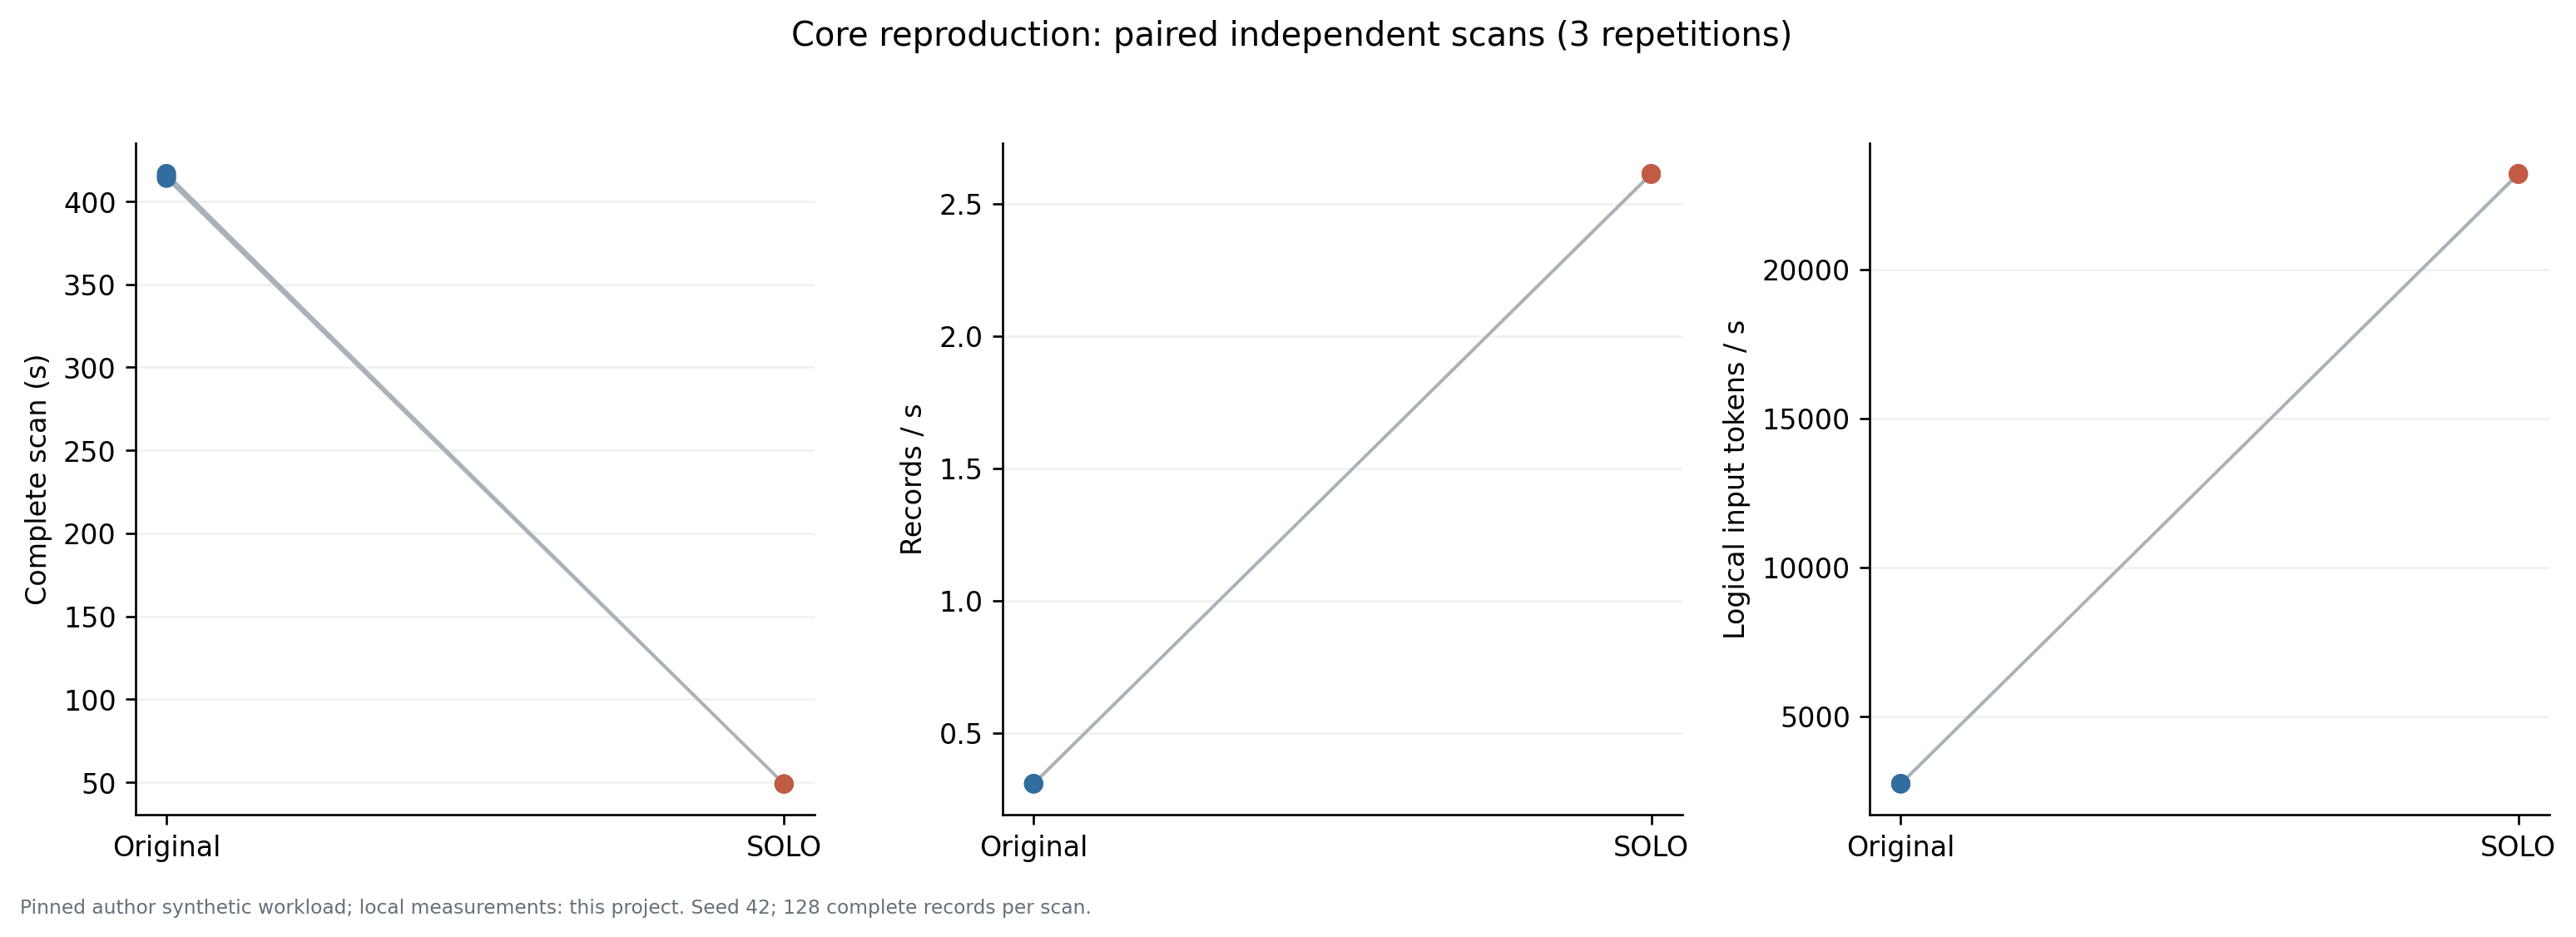 Core reproduction: paired independent scans (3 repetitions)
Complete scan (s)
400
350
300
250
200
150
100
50
Original
SOLO
Records / s
2.5
2.0
1.5
1.0
0.5
Original
SOLO
Logical input tokens / s
20000
15000
10000
5000
Original
SOLO
Pinned author synthetic workload; local measurements: this project. Seed 42; 128 complete records per scan.